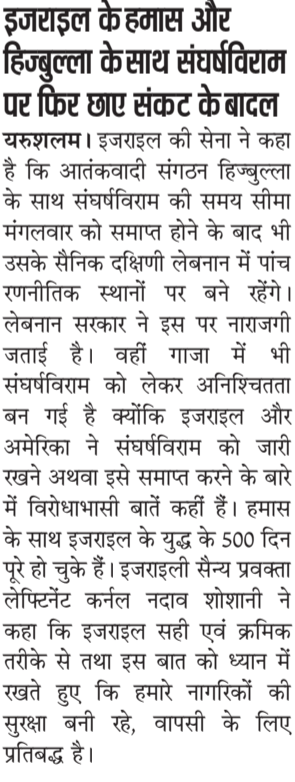 इजराइल के हमास और
हिज्बुल्ला के साथ संघर्षविराम
पर फिर छाए संकट के बादल
यरुशलम। इजराइल की सेना ने कहा
है कि आतंकवादी संगठन हिज्बुल्ला
के साथ संघर्षविराम की समय सीमा
मंगलवार को समाप्त होने के बाद भी
उसके सैनिक दक्षिणी लेबनान में पांच
रणनीतिक स्थानों पर बने रहेंगे।
लेबनान सरकार ने इस पर नाराजगी
जताई है। वहीं गाजा में भी
संघर्षविराम को लेकर अनिश्चितता
बन गई है क्योंकि इजराइल और
अमेरिका ने संघर्षविराम को जारी
रखने अथवा इसे समाप्त करने के बारे
में विरोधाभासी बातें कहीं हैं। हमास
के साथ इजराइल के युद्ध के 500 दिन
पूरे हो चुके हैं। इजराइली सैन्य प्रवक्ता
लेफ्टिनेंट कर्नल नदाव शोशानी ने
कहा कि इजराइल सही एवं क्रमिक
तरीके से तथा इस बात को ध्यान में
रखते हुए कि हमारे नागरिकों की
सुरक्षा बनी रहे, वापसी के लिए
प्रतिबद्ध है।